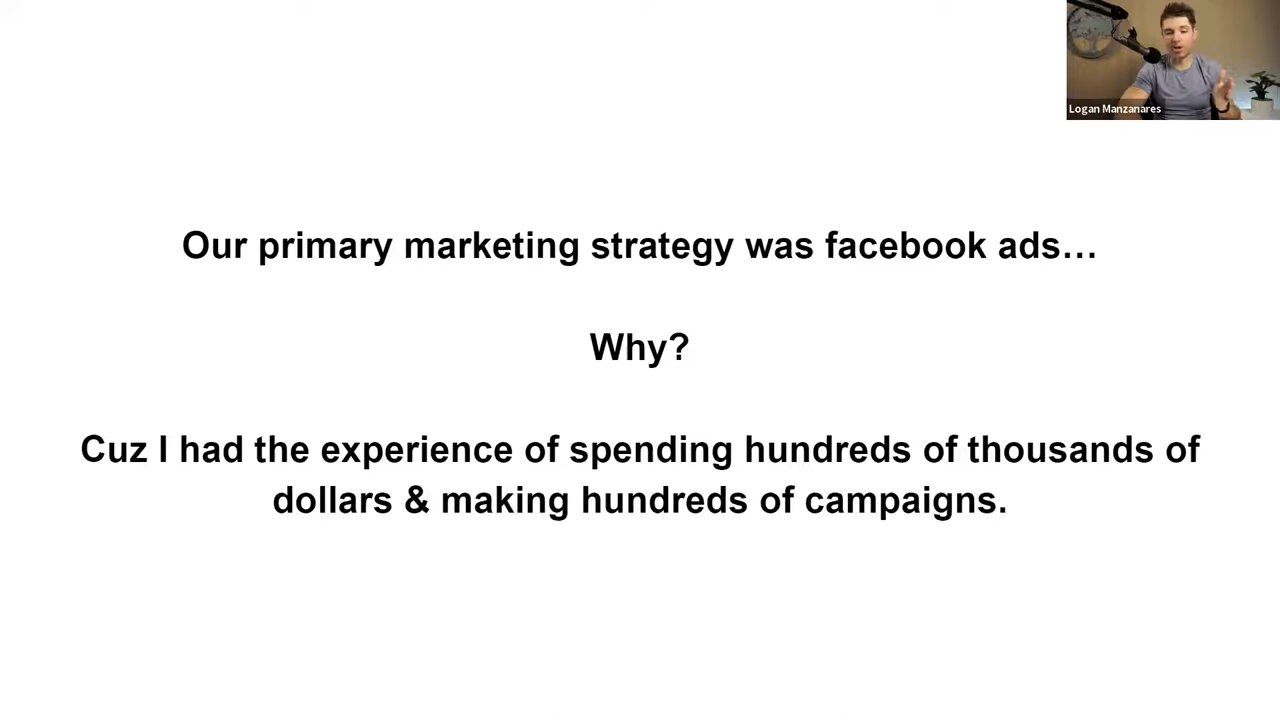 Logan Manzanares
Our primary marketing strategy was facebook ads…
Why?
Cuz I had the experience of spending hundreds of thousands of
dollars & making hundreds of campaigns.